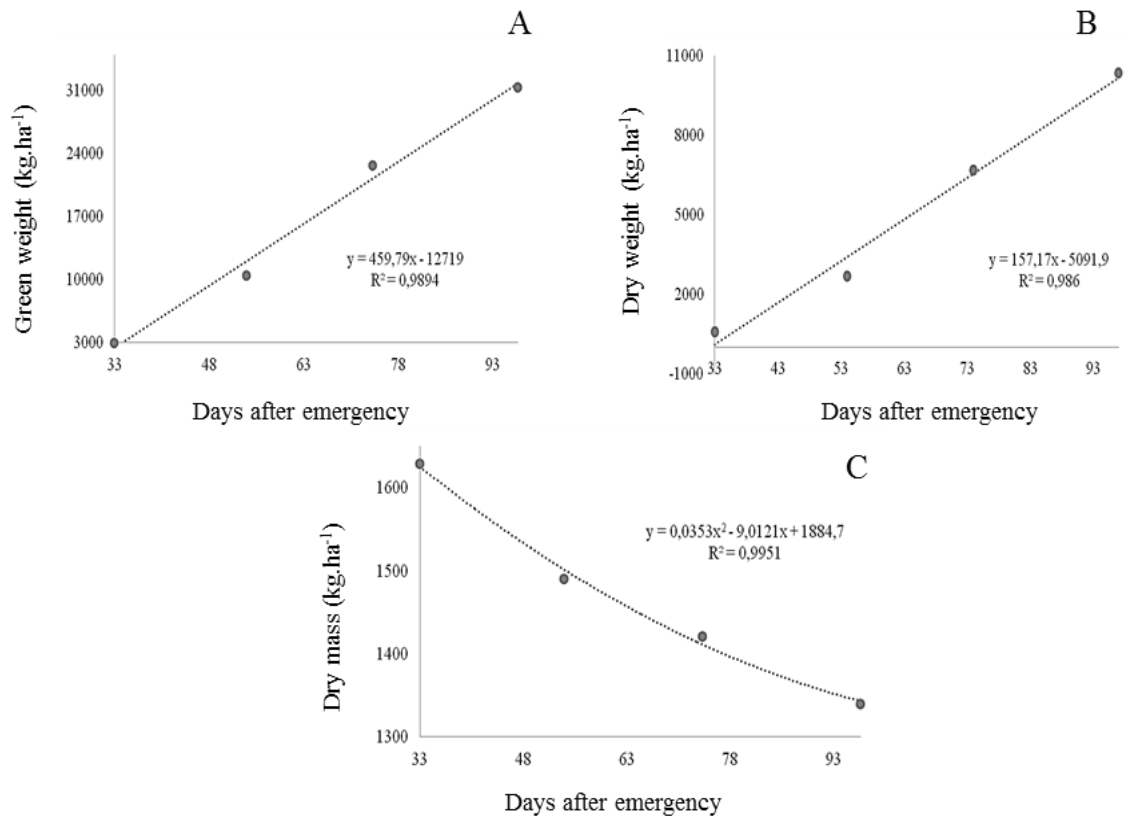 A
Green weight (kg.ha⁻¹)
31000
24000
17000
10000
3000
y = 459,79x - 12719
R² = 0,9894
33 48 63 78 93
Days after emergency
B
Dry weight (kg.ha⁻¹)
11000
8000
5000
2000
-1000
y = 157,17x - 5091,9
R² = 0,986
33 43 53 63 73 83 93
Days after emergency
C
Dry mass (kg.ha⁻¹)
1600
1500
1400
1300
y = 0,0353x² - 9,0121x + 1884,7
R² = 0,9951
33 48 63 78 93
Days after emergency